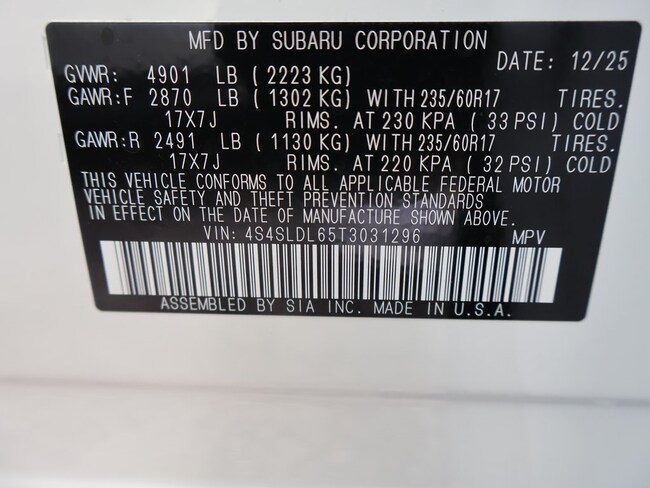 MFD BY SUBARU CORPORATION
DATE: 12/25
GVWR: 4901 LB (2223 KG)
GAWR:F 2870 LB (1302 KG) WITH 235/60R17 TIRES.
17X7J RIMS. AT 230 KPA (33 PSI) COLD
GAWR:R 2491 LB (1130 KG) WITH 235/60R17 TIRES.
17X7J RIMS. AT 220 KPA (32 PSI) COLD
THIS VEHICLE CONFORMS TO ALL APPLICABLE FEDERAL MOTOR
VEHICLE SAFETY AND THEFT PREVENTION STANDARDS
IN EFFECT ON THE DATE OF MANUFACTURE SHOWN ABOVE.
VIN: 4S4SLDL65T3031296 MPV
ASSEMBLED BY SIA INC. MADE IN U.S.A.